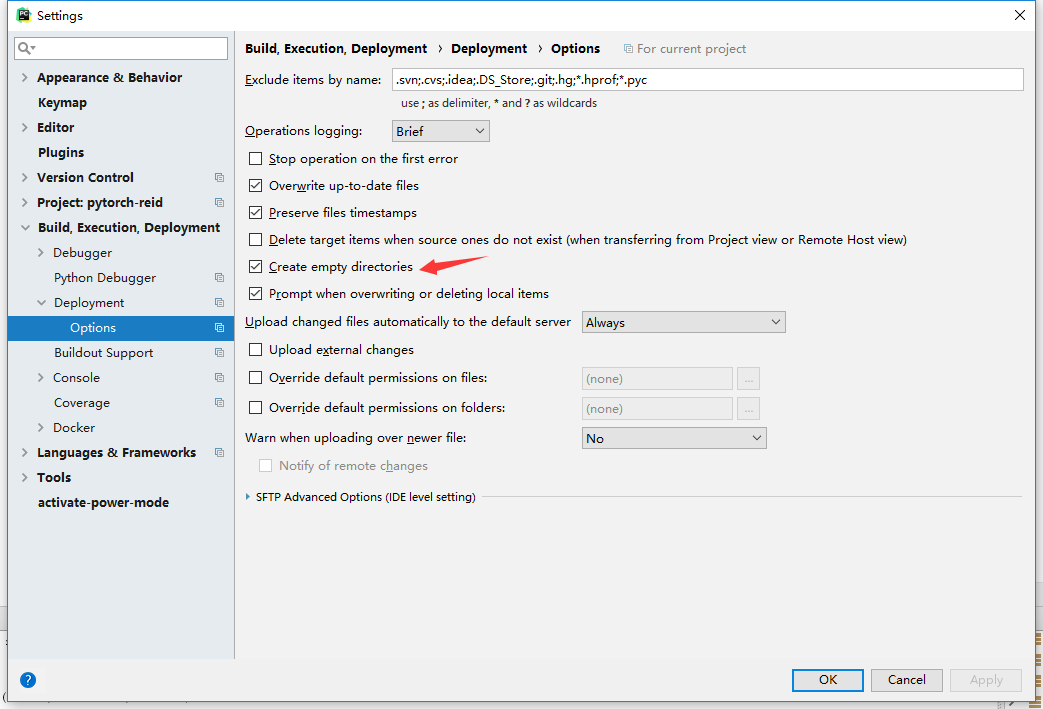 PC Settings
Appearance & Behavior
Keymap
Editor
Plugins
Version Control
Project: pytorch-reid
Build, Execution, Deployment
Debugger
Python Debugger
Deployment
Options
Buildout Support
Console
Coverage
Docker
Languages & Frameworks
Tools
activate-power-mode
Build, Execution, Deployment › Deployment › Options For current project
Exclude items by name: .svn;.cvs;.idea;.DS_Store;.git;.hg;*.hprof;*.pyc
use ; as delimiter, * and ? as wildcards
Operations logging: Brief
Stop operation on the first error
Overwrite up-to-date files
Preserve files timestamps
Delete target items when source ones do not exist (when transferring from Project view or Remote Host view)
Create empty directories
Prompt when overwriting or deleting local items
Upload changed files automatically to the default server Always
Upload external changes
Override default permissions on files: (none) ...
Override default permissions on folders: (none) ...
Warn when uploading over newer file: No
Notify of remote changes
SFTP Advanced Options (IDE level setting)
? OK Cancel Apply